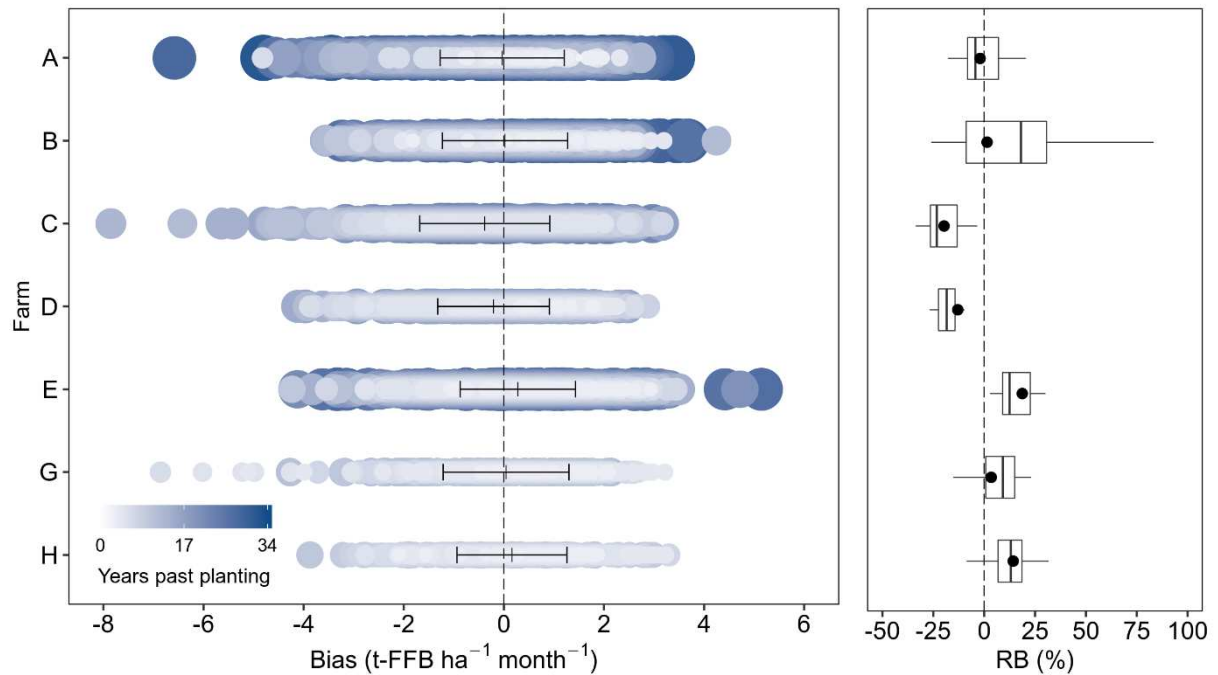 Farm
A
B
C
D
E
G
H
0 17 34
Years past planting
-8 -6 -4 -2 0 2 4 6
Bias (t-FFB ha⁻¹ month⁻¹)
-50 -25 0 25 50 75 100
RB (%)